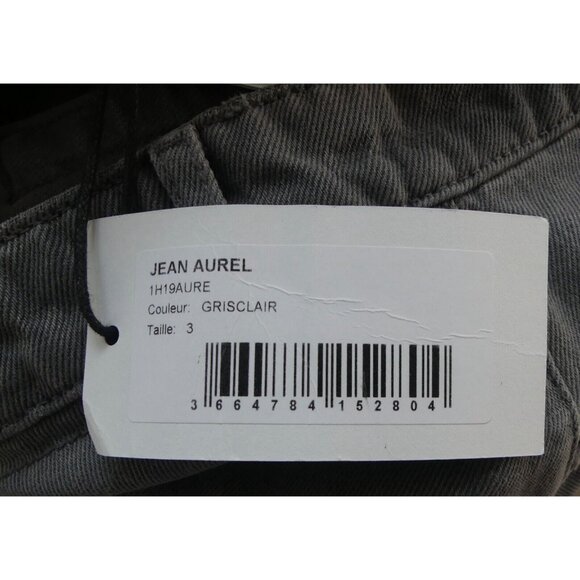 JEAN AUREL
1H19AURE
Couleur: GRISCLAIR
Taille: 3
3 664784 152804